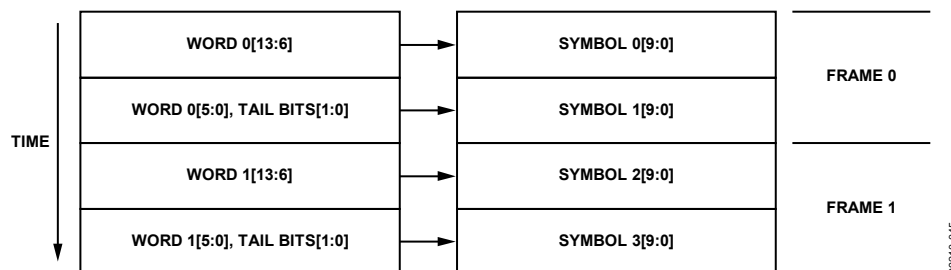 TIME
WORD 0[13:6]
SYMBOL 0[9:0]
FRAME 0
WORD 0[5:0], TAIL BITS[1:0]
SYMBOL 1[9:0]
WORD 1[13:6]
SYMBOL 2[9:0]
FRAME 1
WORD 1[5:0], TAIL BITS[1:0]
SYMBOL 3[9:0]